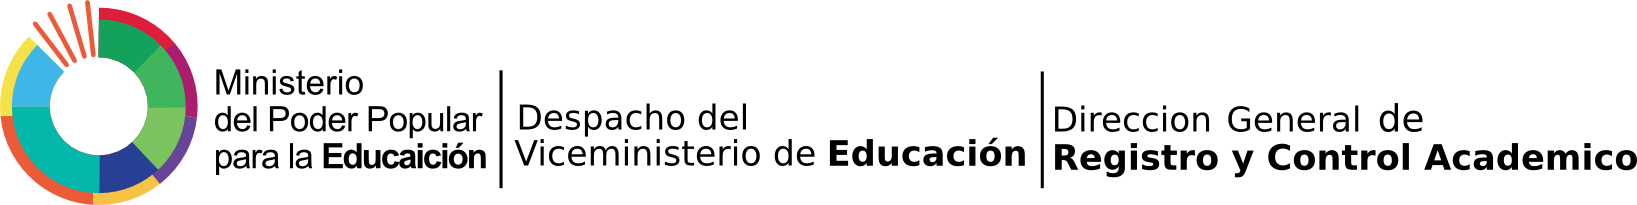 Ministerio
del Poder Popular
para la Educaición
Despacho del
Viceministerio de Educación
Direccion General de
Registro y Control Academico